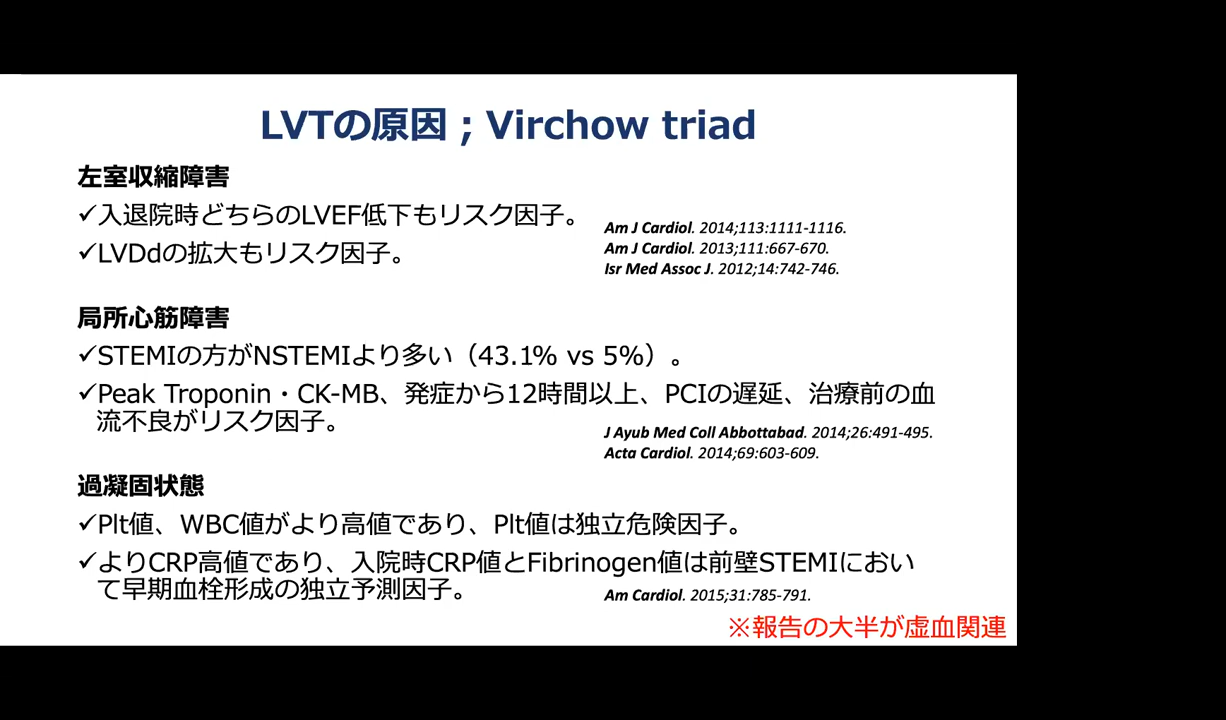 LVTの原因；Virchow triad
左室収縮障害
✓入退院時どちらのLVEF低下もリスク因子。
✓LVDdの拡大もリスク因子。
Am J Cardiol. 2014;113:1111-1116.
Am J Cardiol. 2013;111:667-670.
Isr Med Assoc J. 2012;14:742-746.
局所心筋障害
✓STEMIの方がNSTEMIより多い（43.1% vs 5%）。
✓Peak Troponin・CK-MB、発症から12時間以上、PCIの遅延、治療前の血
流不良がリスク因子。
J Ayub Med Coll Abbottabad. 2014;26:491-495.
Acta Cardiol. 2014;69:603-609.
過凝固状態
✓Plt値、WBC値がより高値であり、Plt値は独立危険因子。
✓よりCRP高値であり、入院時CRP値とFibrinogen値は前壁STEMIにおい
て早期血栓形成の独立予測因子。
Am Cardiol. 2015;31:785-791.
※報告の大半が虚血関連